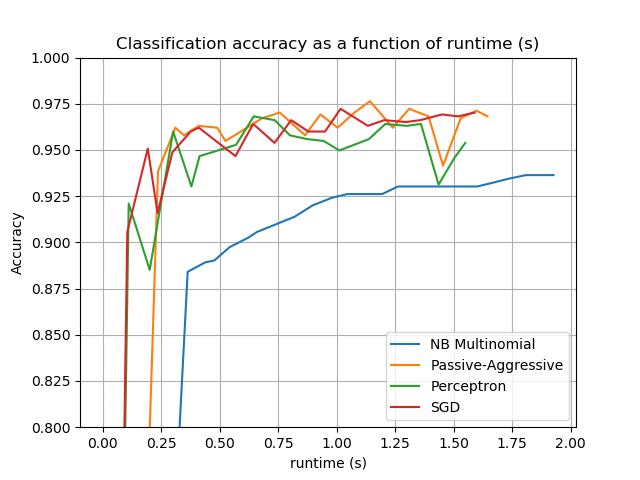 Classification accuracy as a function of runtime (s)
1.000
0.975
0.950
0.925
0.900
0.875
0.850
0.825
0.800
Accuracy
NB Multinomial
Passive-Aggressive
Perceptron
SGD
0.00 0.25 0.50 0.75 1.00 1.25 1.50 1.75 2.00
runtime (s)